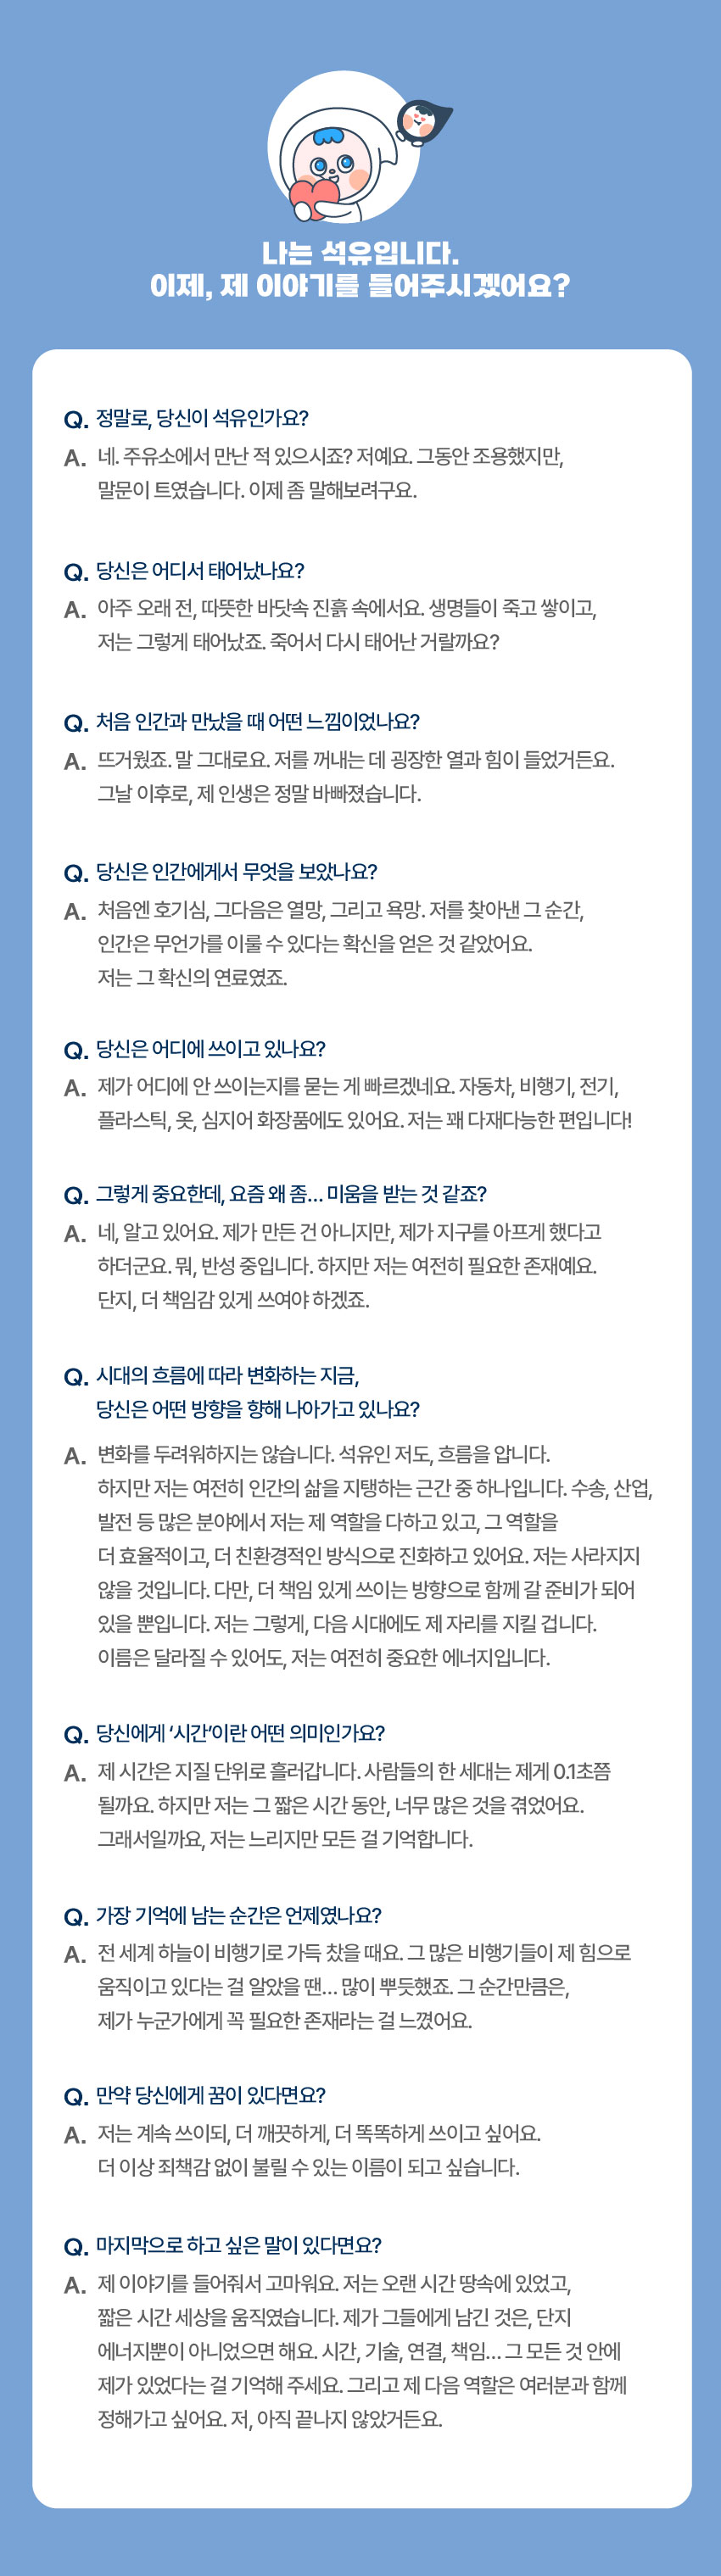 나는 석유입니다.
이제, 제 이야기를 들어주시겠어요?
Q. 정말로, 당신이 석유인가요?
A. 네. 주유소에서 만난 적 있으시죠? 저예요. 그동안 조용했지만,
말문이 트였습니다. 이제 좀 말해보려구요.
Q. 당신은 어디서 태어났나요?
A. 아주 오래 전, 따뜻한 바닷속 진흙 속에서요. 생명들이 죽고 쌓이고,
저는 그렇게 태어났죠. 죽어서 다시 태어난 거랄까요?
Q. 처음 인간과 만났을 때 어떤 느낌이었나요?
A. 뜨거웠죠. 말 그대로요. 저를 꺼내는 데 굉장한 열과 힘이 들었거든요.
그날 이후로, 제 인생은 정말 바빠졌습니다.
Q. 당신은 인간에게서 무엇을 보았나요?
A. 처음엔 호기심, 그다음은 열망, 그리고 욕망. 저를 찾아낸 그 순간,
인간은 무언가를 이룰 수 있다는 확신을 얻은 것 같았어요.
저는 그 확신의 연료였죠.
Q. 당신은 어디에 쓰이고 있나요?
A. 제가 어디에 안 쓰이는지를 묻는 게 빠르겠네요. 자동차, 비행기, 전기,
플라스틱, 옷, 심지어 화장품에도 있어요. 저는 꽤 다재다능한 편입니다!
Q. 그렇게 중요한데, 요즘 왜 좀… 미움을 받는 것 같죠?
A. 네, 알고 있어요. 제가 만든 건 아니지만, 제가 지구를 아프게 했다고
하더군요. 뭐, 반성 중입니다. 하지만 저는 여전히 필요한 존재예요.
단지, 더 책임감 있게 쓰여야 하겠죠.
Q. 시대의 흐름에 따라 변화하는 지금,
당신은 어떤 방향을 향해 나아가고 있나요?
A. 변화를 두려워하지는 않습니다. 석유인 저도, 흐름을 압니다.
하지만 저는 여전히 인간의 삶을 지탱하는 근간 중 하나입니다. 수송, 산업,
발전 등 많은 분야에서 저는 제 역할을 다하고 있고, 그 역할을
더 효율적이고, 더 친환경적인 방식으로 진화하고 있어요. 저는 사라지지
않을 것입니다. 다만, 더 책임 있게 쓰이는 방향으로 함께 갈 준비가 되어
있을 뿐입니다. 저는 그렇게, 다음 시대에도 제 자리를 지킬 겁니다.
이름은 달라질 수 있어도, 저는 여전히 중요한 에너지입니다.
Q. 당신에게 ‘시간’이란 어떤 의미인가요?
A. 제 시간은 지질 단위로 흘러갑니다. 사람들의 한 세대는 제게 0.1초쯤
될까요. 하지만 저는 그 짧은 시간 동안, 너무 많은 것을 겪었어요.
그래서일까요, 저는 느리지만 모든 걸 기억합니다.
Q. 가장 기억에 남는 순간은 언제였나요?
A. 전 세계 하늘이 비행기로 가득 찼을 때요. 그 많은 비행기들이 제 힘으로
움직이고 있다는 걸 알았을 땐… 많이 뿌듯했죠. 그 순간만큼은,
제가 누군가에게 꼭 필요한 존재라는 걸 느꼈어요.
Q. 만약 당신에게 꿈이 있다면요?
A. 저는 계속 쓰이되, 더 깨끗하게, 더 똑똑하게 쓰이고 싶어요.
더 이상 죄책감 없이 불릴 수 있는 이름이 되고 싶습니다.
Q. 마지막으로 하고 싶은 말이 있다면요?
A. 제 이야기를 들어줘서 고마워요. 저는 오랜 시간 땅속에 있었고,
짧은 시간 세상을 움직였습니다. 제가 그들에게 남긴 것은, 단지
에너지뿐이 아니었으면 해요. 시간, 기술, 연결, 책임… 그 모든 것 안에
제가 있었다는 걸 기억해 주세요. 그리고 제 다음 역할은 여러분과 함께
정해가고 싶어요. 저, 아직 끝나지 않았거든요.